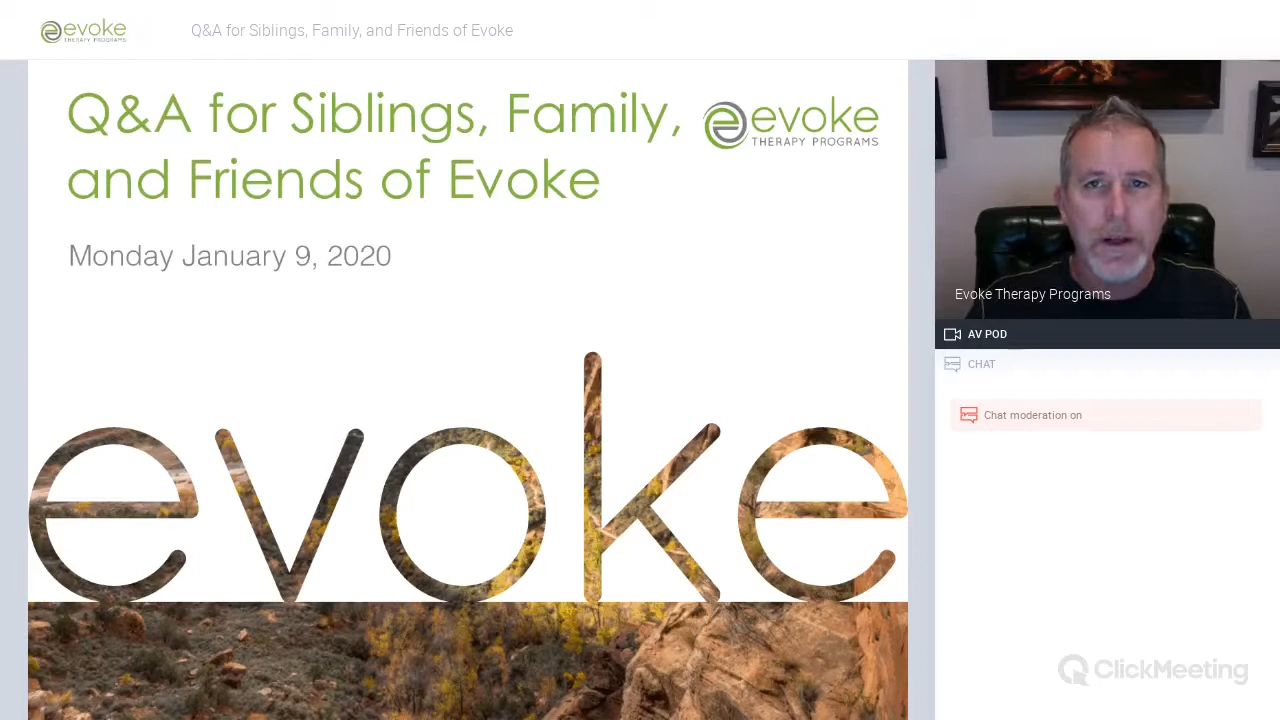 evoke
THERAPY PROGRAMS
Q&A for Siblings, Family, and Friends of Evoke
Q&A for Siblings, Family,
and Friends of Evoke
evoke
THERAPY PROGRAMS
Monday January 9, 2020
evoke
Evoke Therapy Programs
AV POD
CHAT
Chat moderation on
ClickMeeting